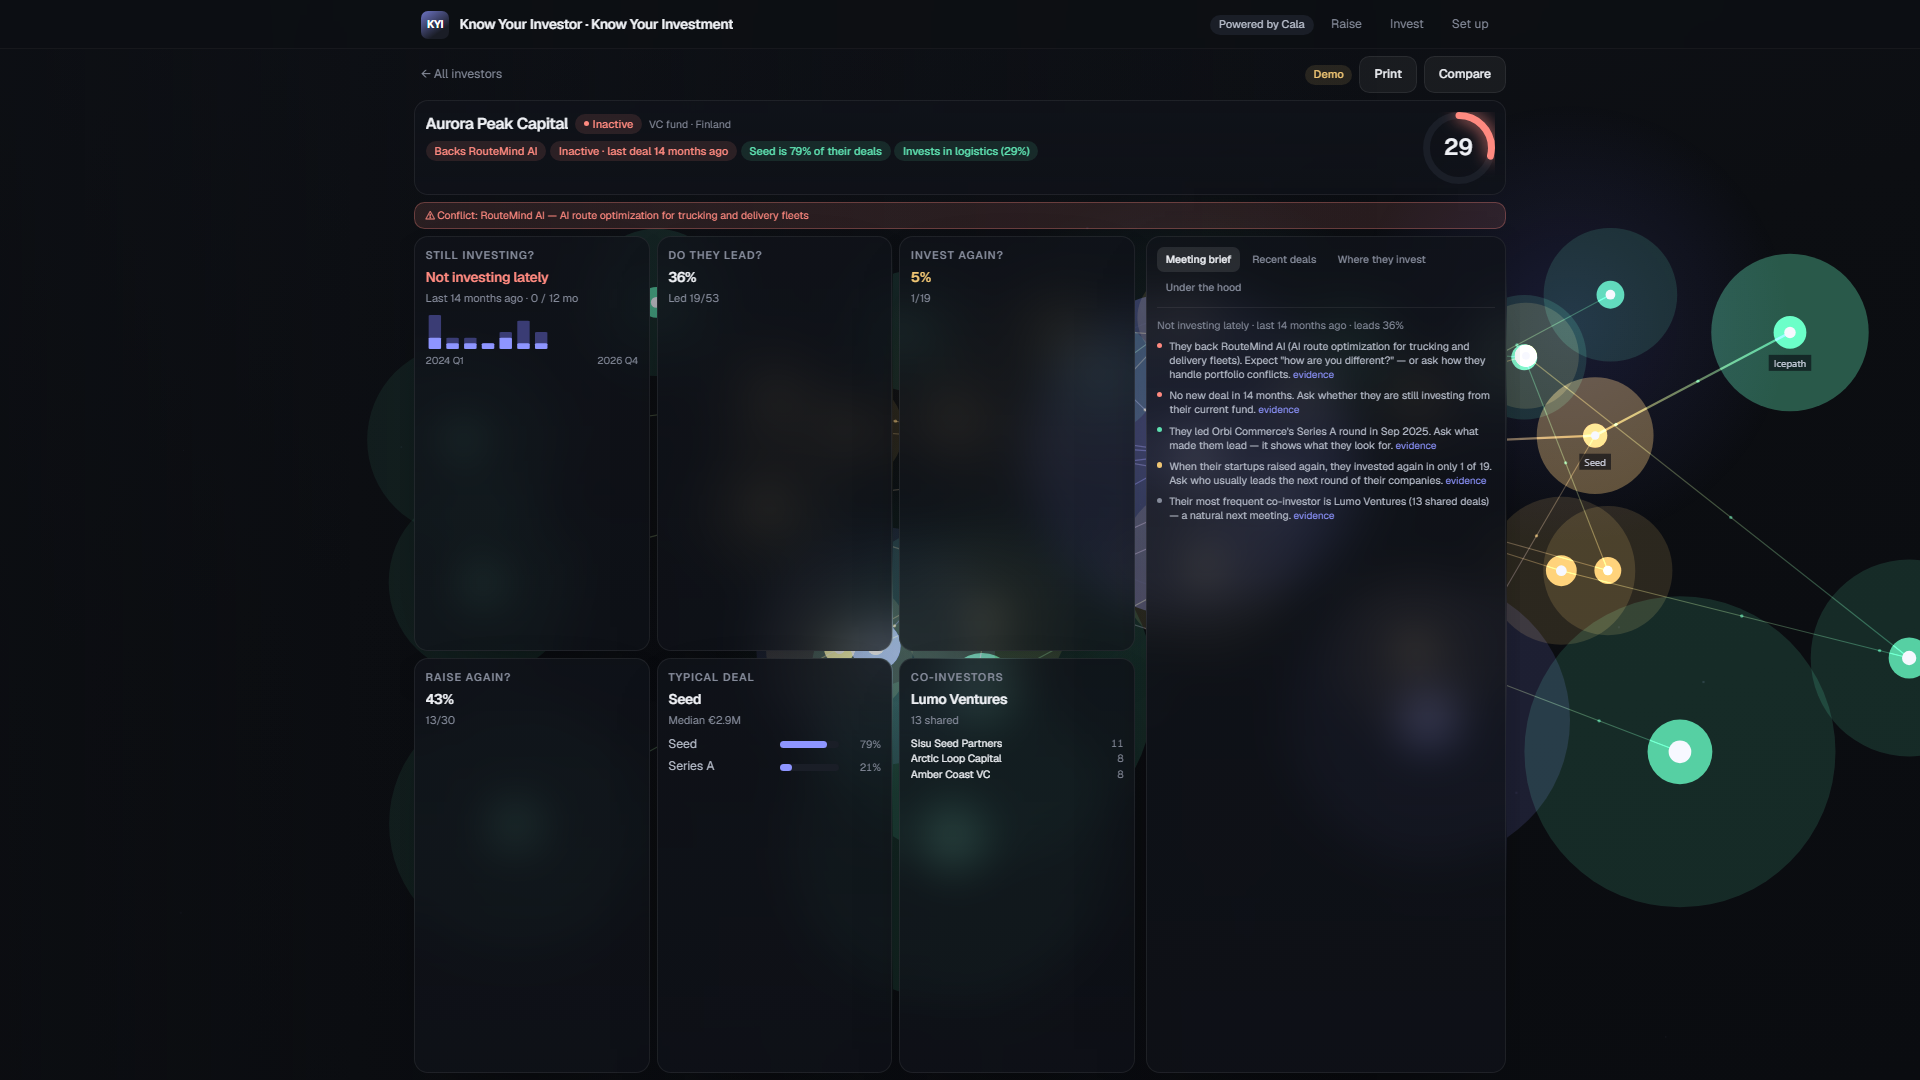 KYI
Know Your Investor · Know Your Investment
Powered by Cala
Raise
Invest
Set up
← All investors
Demo
Print
Compare
Aurora Peak Capital
Inactive
VC fund · Finland
Backs RouteMind AI
Inactive · last deal 14 months ago
Seed is 79% of their deals
Invests in logistics (29%)
29
⚠ Conflict: RouteMind AI — AI route optimization for trucking and delivery fleets
STILL INVESTING?
Not investing lately
Last 14 months ago · 0 / 12 mo
2024 Q1
2026 Q4
DO THEY LEAD?
36%
Led 19/53
INVEST AGAIN?
5%
1/19
RAISE AGAIN?
43%
13/30
TYPICAL DEAL
Seed
Median €2.9M
Seed 79%
Series A 21%
CO-INVESTORS
Lumo Ventures
13 shared
Sisu Seed Partners 11
Arctic Loop Capital 8
Amber Coast VC 8
Meeting brief
Recent deals
Where they invest
Under the hood
Not investing lately · last 14 months ago · leads 36%
They back RouteMind AI (AI route optimization for trucking and
delivery fleets). Expect "how are you different?" — or ask how they
handle portfolio conflicts. evidence
No new deal in 14 months. Ask whether they are still investing from
their current fund. evidence
They led Orbi Commerce's Series A round in Sep 2025. Ask what
made them lead — it shows what they look for. evidence
When their startups raised again, they invested again in only 1 of 19.
Ask who usually leads the next round of their companies. evidence
Their most frequent co-investor is Lumo Ventures (13 shared deals)
— a natural next meeting. evidence
Icepath
Seed